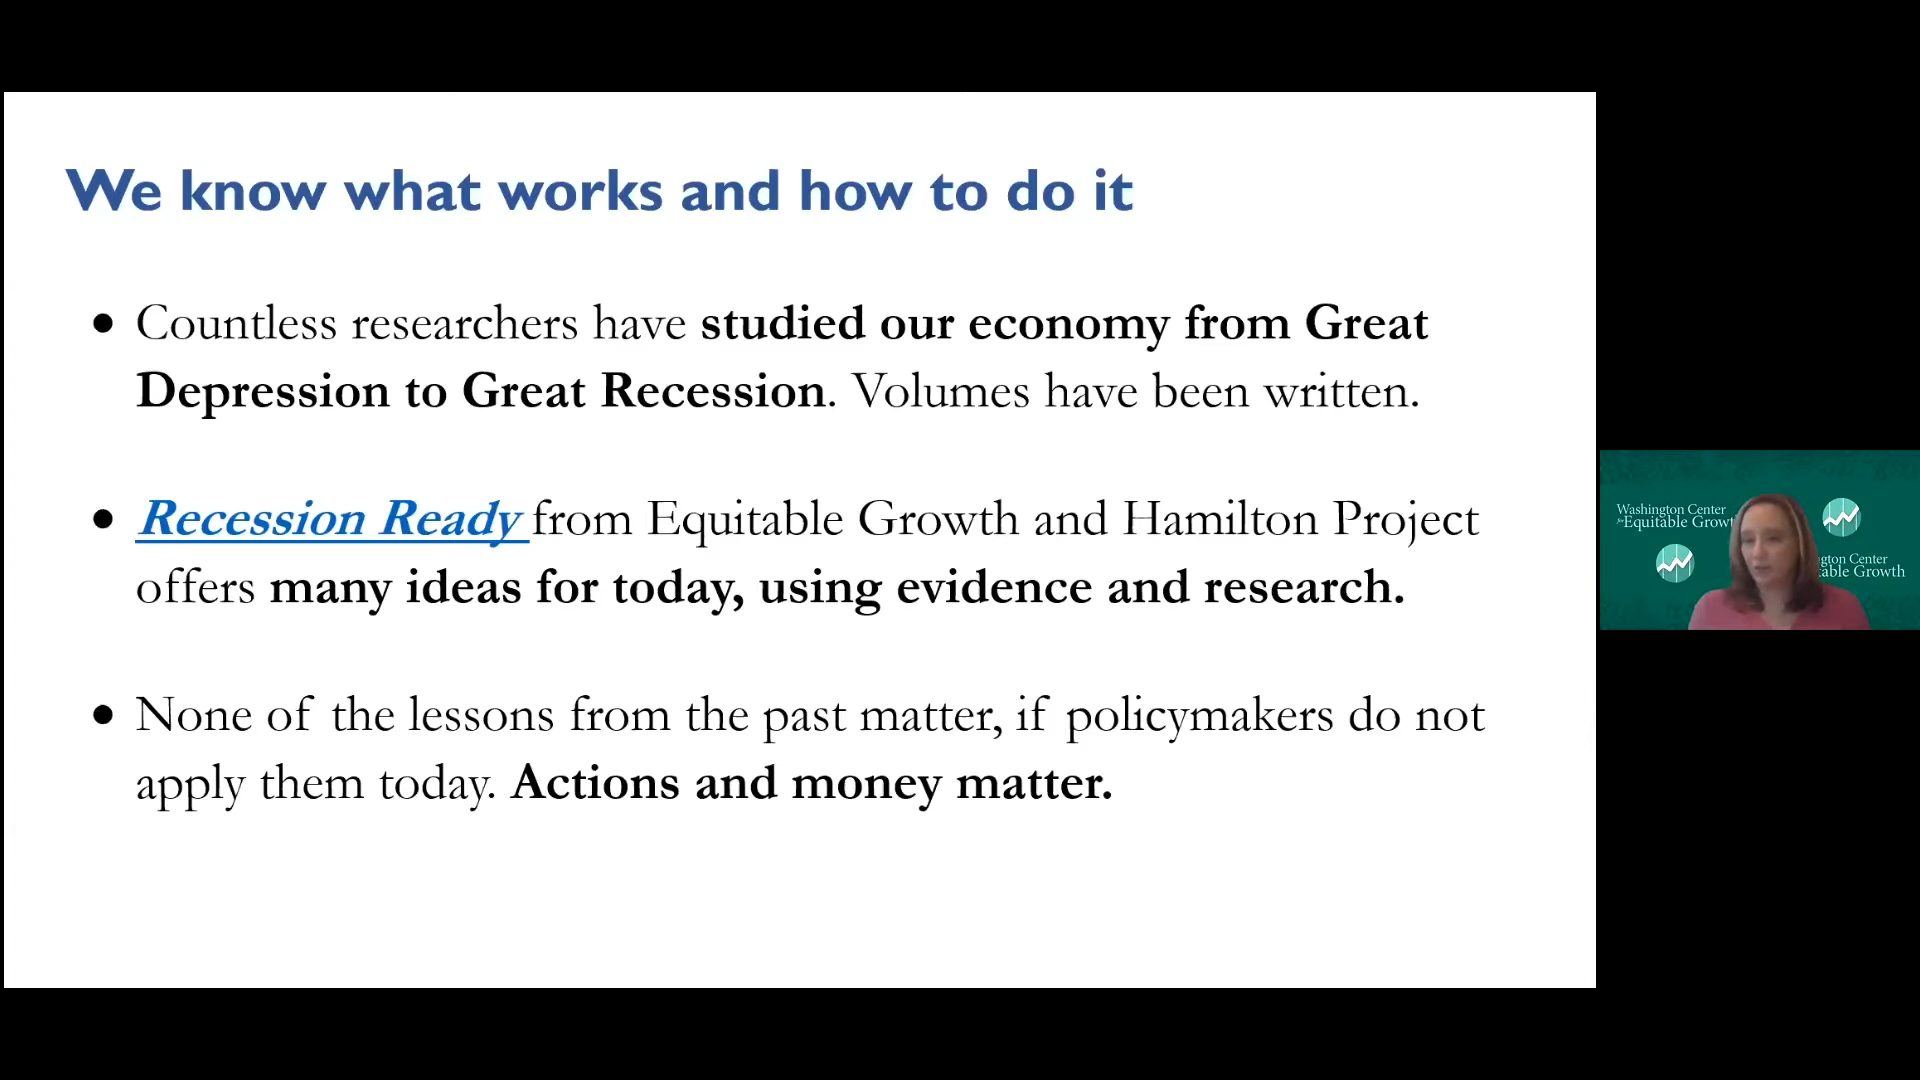 We know what works and how to do it
• Countless researchers have studied our economy from Great
Depression to Great Recession. Volumes have been written.
• Recession Ready from Equitable Growth and Hamilton Project
offers many ideas for today, using evidence and research.
• None of the lessons from the past matter, if policymakers do not
apply them today. Actions and money matter.
Washington Center
for Equitable Growt
gton Center
table Growth